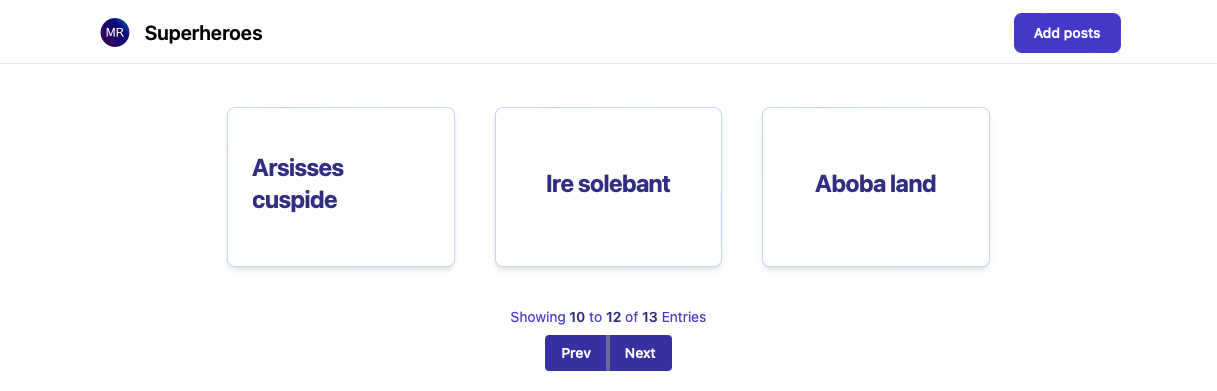 MR Superheroes Add posts
Arsisses
cuspide
Ire solebant
Aboba land
Showing 10 to 12 of 13 Entries
Prev Next